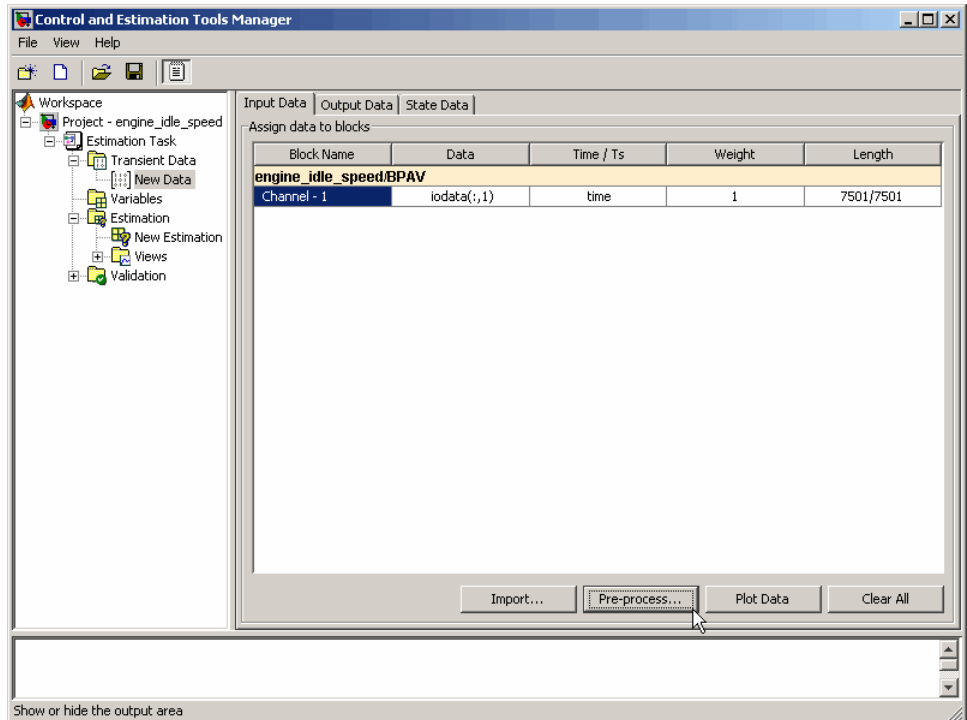 Control and Estimation Tools Manager
File View Help
Workspace
Project - engine_idle_speed
Estimation Task
Transient Data
New Data
Variables
Estimation
New Estimation
Views
Validation
Input Data Output Data State Data
Assign data to blocks
Block Name Data Time / Ts Weight Length
engine_idle_speed/BPAV
Channel - 1 iodata(:,1) time 1 7501/7501
Import... Pre-process... Plot Data Clear All
Show or hide the output area